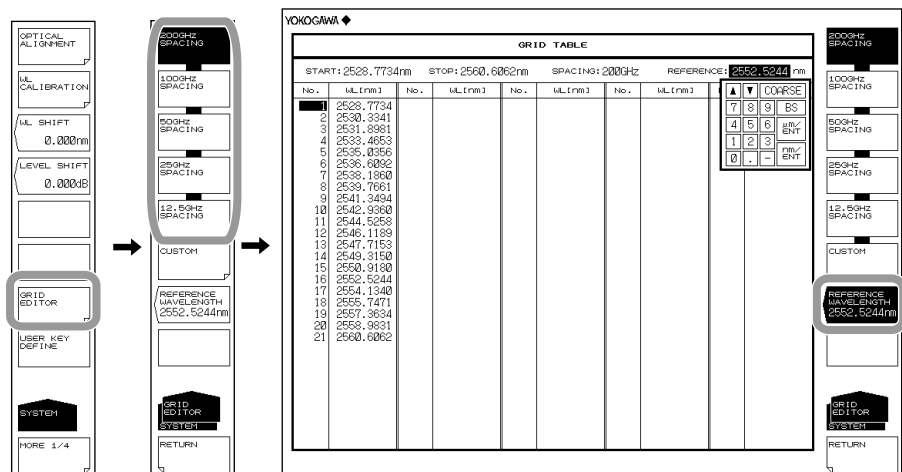 OPTICAL
ALIGNMENT
WL
CALIBRATION
WL SHIFT
0.000nm
LEVEL SHIFT
0.000dB
GRID
EDITOR
USER KEY
DEFINE
SYSTEM
MORE 1/4
200GHz
SPACING
100GHz
SPACING
50GHz
SPACING
25GHz
SPACING
12.5GHz
SPACING
CUSTOM
REFERENCE
WAVELENGTH
2552.5244nm
GRID
EDITOR
SYSTEM
RETURN
YOKOGAWA
GRID TABLE
START:2528.7734nm STOP:2560.6062nm SPACING:200GHz REFERENCE:2552.5244 nm
No. WL[nm] No. WL[nm] No. WL[nm] No. WL[nm]
1 2528.7734
2 2530.3341
3 2531.8981
4 2533.4653
5 2535.0356
6 2536.6092
7 2538.1860
8 2539.7661
9 2541.3494
10 2542.9360
11 2544.5258
12 2546.1189
13 2547.7153
14 2549.3150
15 2550.9180
16 2552.5244
17 2554.1340
18 2555.7471
19 2557.3634
20 2558.9831
21 2560.6062
▲ ▼ COARSE
7 8 9 BS
4 5 6 µm/ENT
1 2 3
0 . - nm/ENT
200GHz
SPACING
100GHz
SPACING
50GHz
SPACING
25GHz
SPACING
12.5GHz
SPACING
CUSTOM
REFERENCE
WAVELENGTH
2552.5244nm
GRID
EDITOR
SYSTEM
RETURN